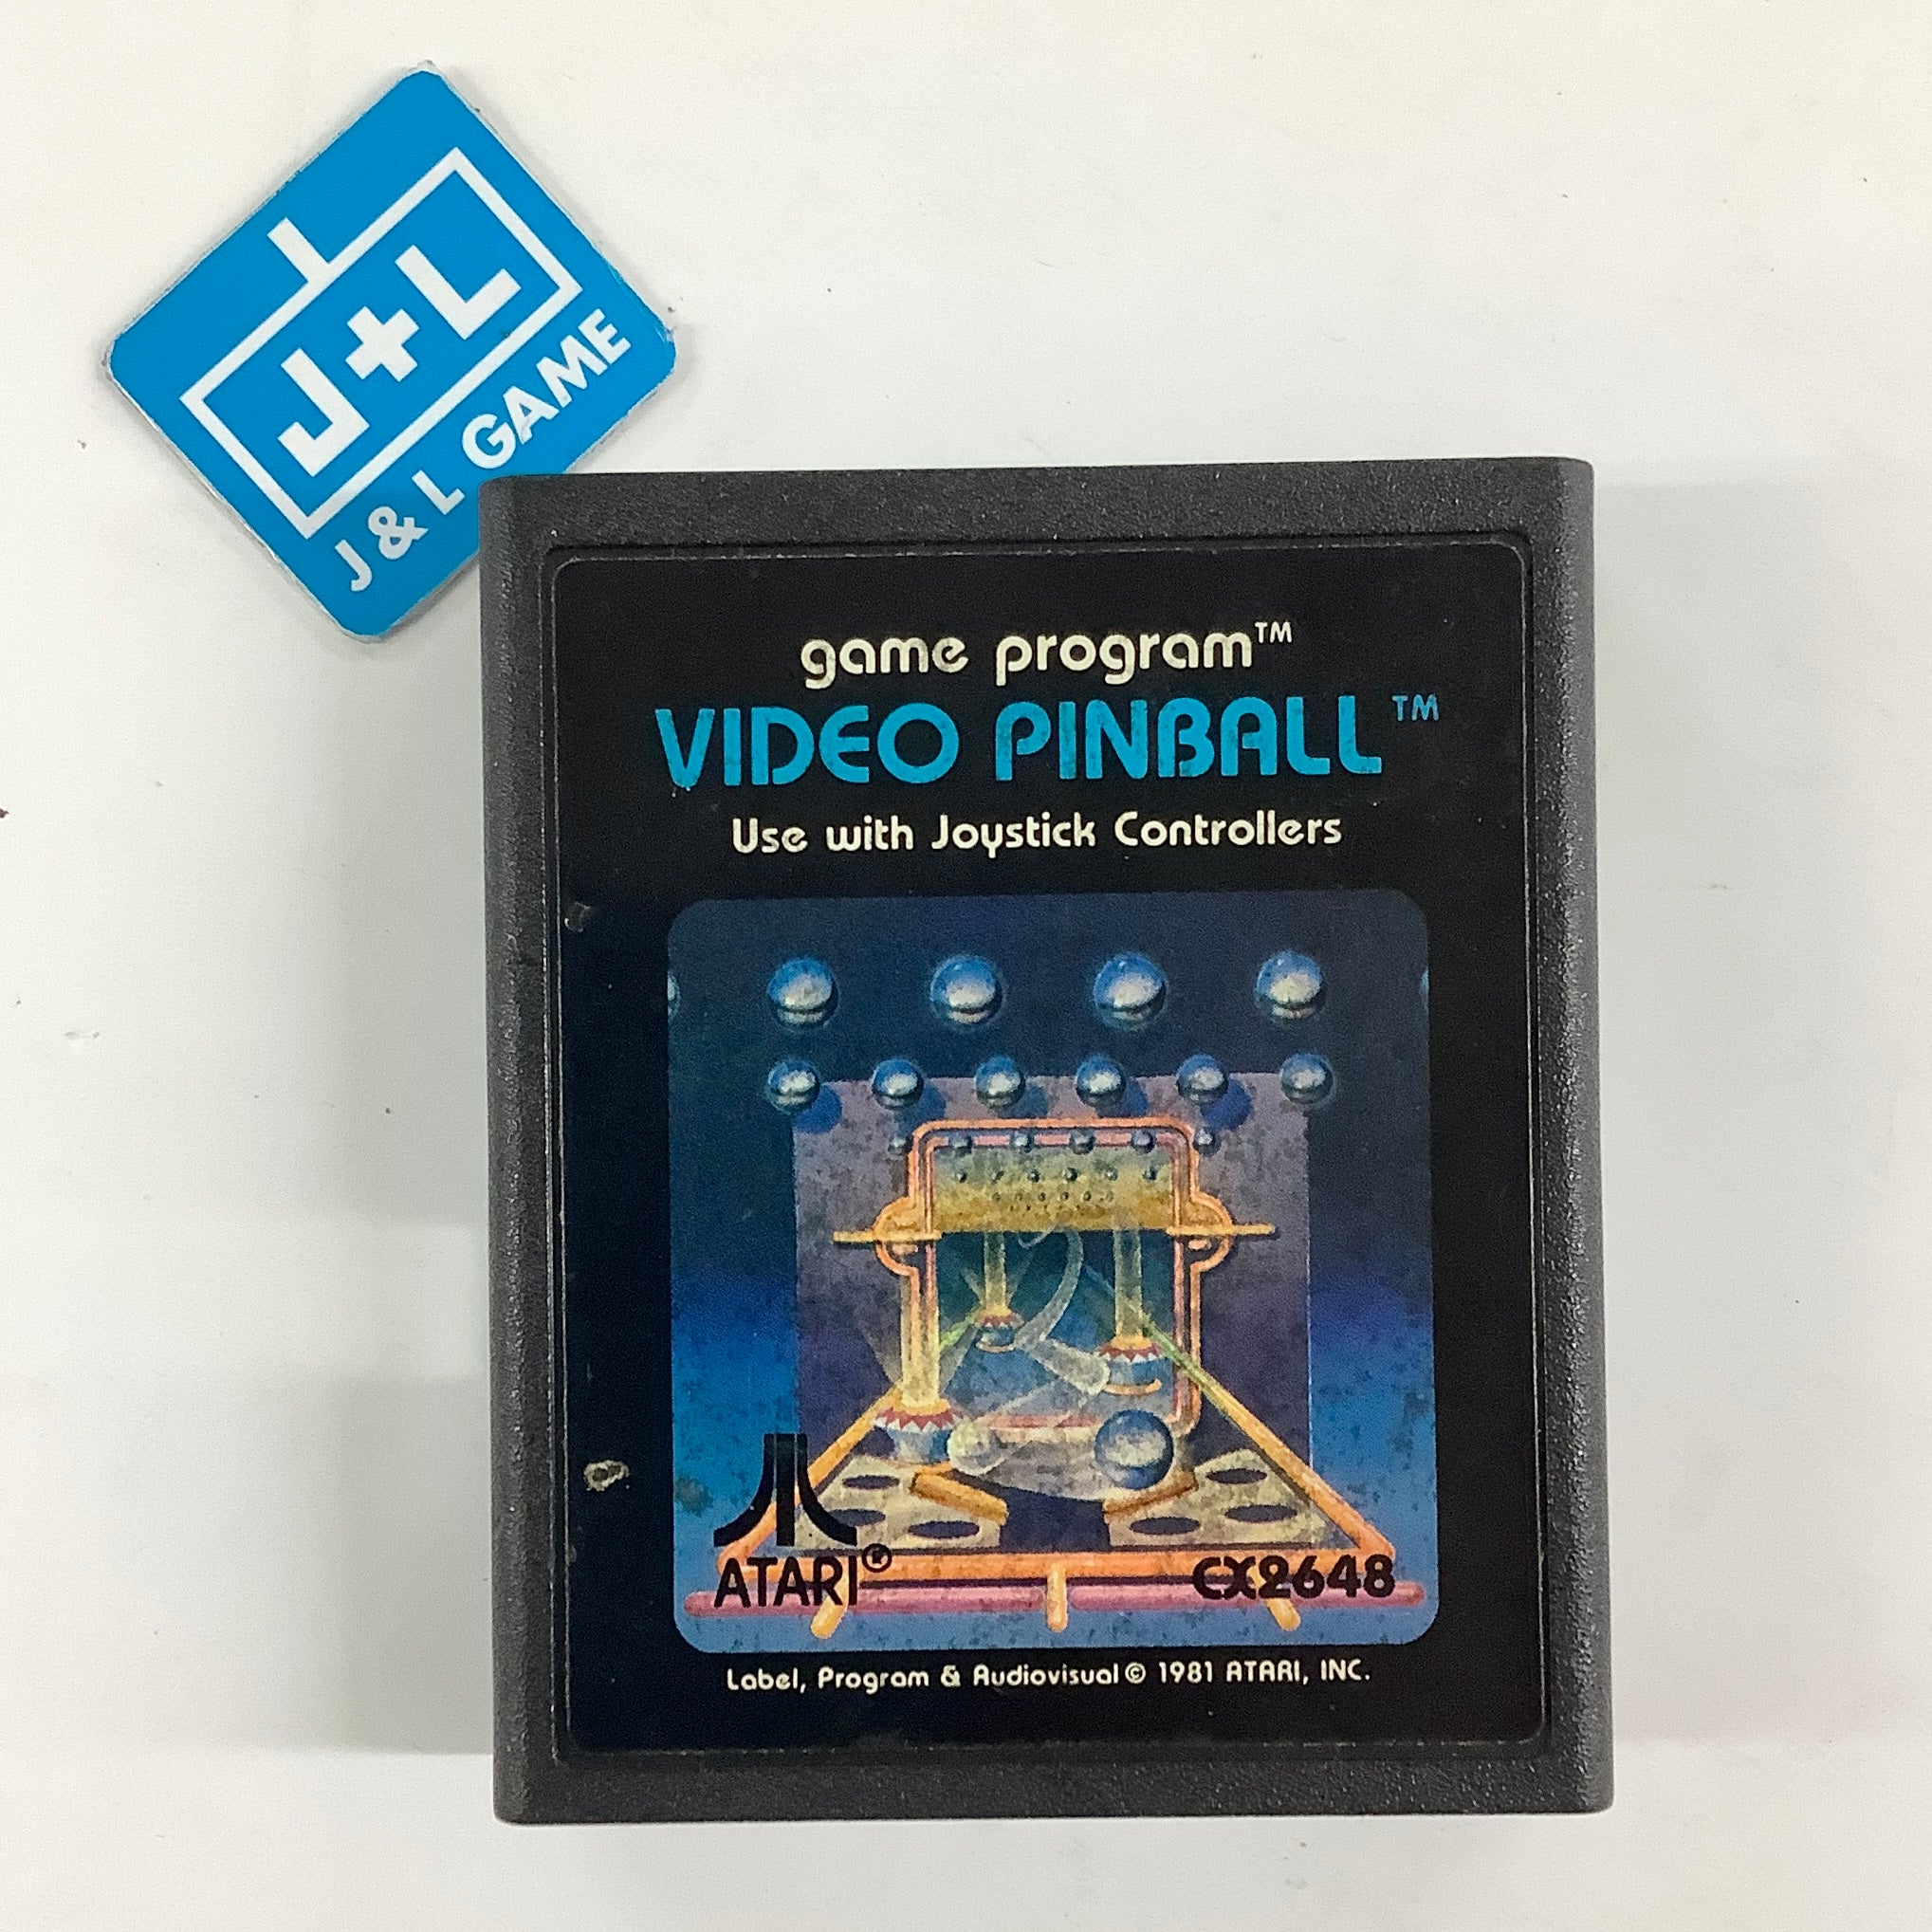 J+L
J & L GAME
game program™
VIDEO PINBALL™
Use with Joystick Controllers
ATARI®
CX2648
Label, Program & Audiovisual © 1981 ATARI, INC.